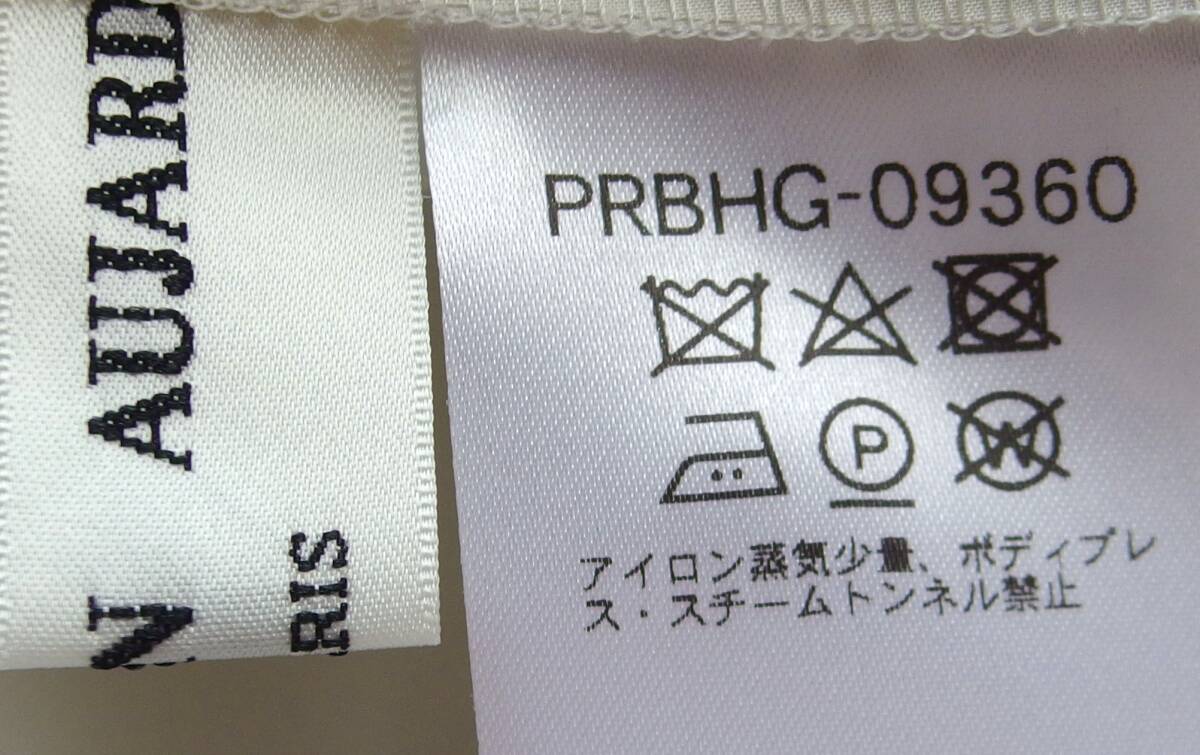 N AUJARD
RIS
PRBHG-09360
P
W
アイロン蒸気少量、ボディプレ
ス・スチームトンネル禁止